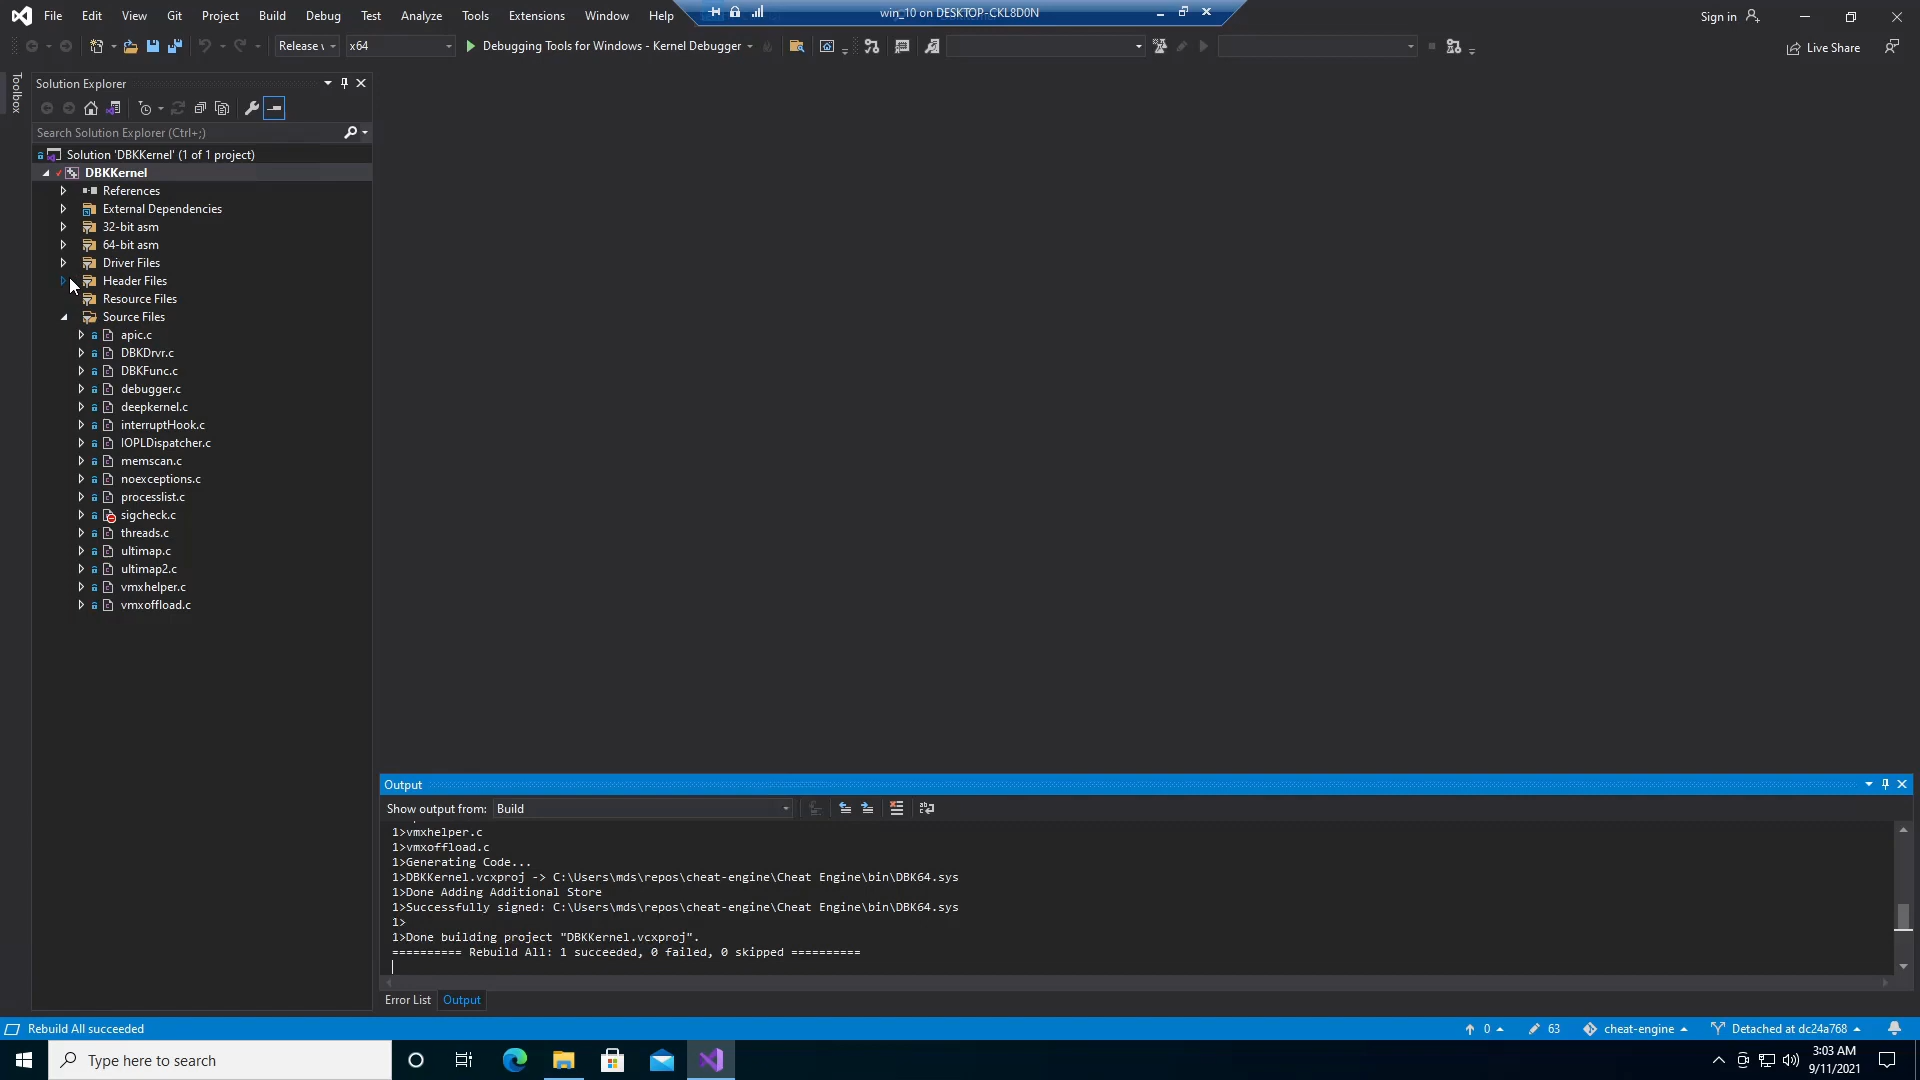 File Edit View Git Project Build Debug Test Analyze Tools Extensions Window Help
win_10 on DESKTOP-CKL8D0N
Sign in
Release x64 Debugging Tools for Windows - Kernel Debugger
Live Share
Toolbox
Solution Explorer
Search Solution Explorer (Ctrl+;)
Solution 'DBKKernel' (1 of 1 project)
DBKKernel
References
External Dependencies
32-bit asm
64-bit asm
Driver Files
Header Files
Resource Files
Source Files
apic.c
DBKDrvr.c
DBKFunc.c
debugger.c
deepkernel.c
interruptHook.c
IOPLDispatcher.c
memscan.c
noexceptions.c
processlist.c
sigcheck.c
threads.c
ultimap.c
ultimap2.c
vmxhelper.c
vmxoffload.c
Output
Show output from: Build
1>vmxhelper.c
1>vmxoffload.c
1>Generating Code...
1>DBKKernel.vcxproj -> C:\Users\mds\repos\cheat-engine\Cheat Engine\bin\DBK64.sys
1>Done Adding Additional Store
1>Successfully signed: C:\Users\mds\repos\cheat-engine\Cheat Engine\bin\DBK64.sys
1>
1>Done building project "DBKKernel.vcxproj".
========== Rebuild All: 1 succeeded, 0 failed, 0 skipped ==========
Error List Output
Rebuild All succeeded
0 63 cheat-engine Detached at dc24a768
Type here to search
3:03 AM
9/11/2021